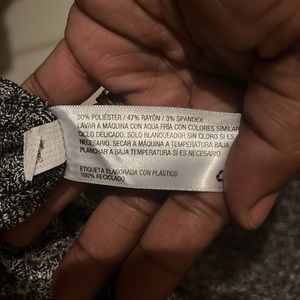 50% POLIÉSTER / 47% RAYÓN / 3% SPANDEX
LAVAR A MÁQUINA CON AGUA FRÍA CON COLORES SIMILAR
CICLO DELICADO. SÓLO BLANQUEADOR SIN CLORO SI ES
NECESARIO. SECAR A MÁQUINA A TEMPERATURA BAJA
PLANCHAR A BAJA TEMPERATURA SI ES NECESARIO.
ETIQUETA ELABORADA CON PLÁSTICO
100% RECICLADO